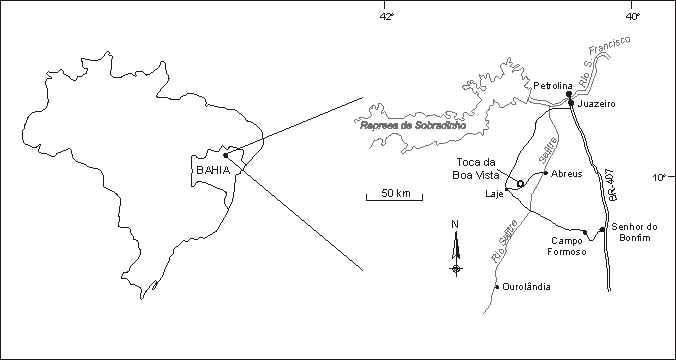 42°
40°
Rio S. Francisco
Petrolina
Juazeiro
Represa de Sobradinho
Salitre
Toca da
Boa Vista
Abreus
BAHIA
10°
Laje
50 km
BR-407
N
Rio Salitre
Campo
Formoso
Senhor do
Bonfim
Ourolândia